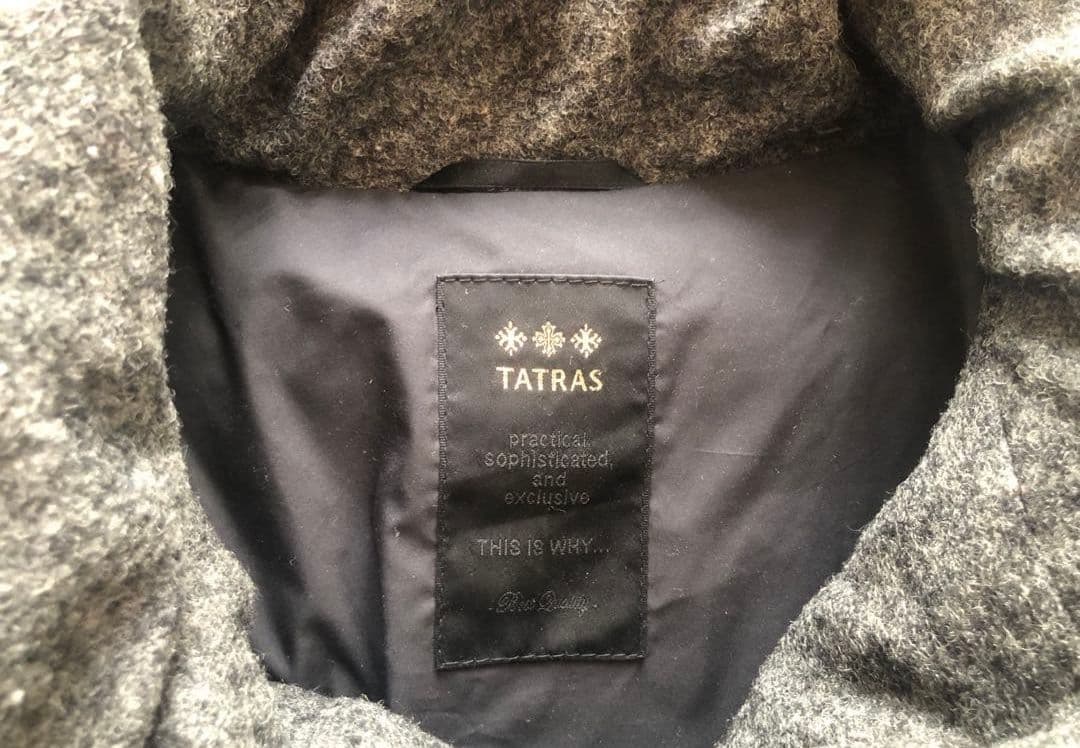 TATRAS
practical,
sophisticated,
and
exclusive
THIS IS WHY...
- Best Quality -